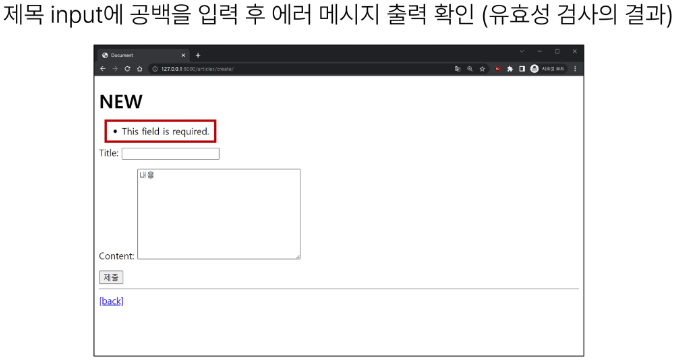 제목 input에 공백을 입력 후 에러 메시지 출력 확인 (유효성 검사의 결과)
Document
127.0.0.1:8000/articles/create/
NEW
This field is required.
Title:
내용
Content:
제출
[back]